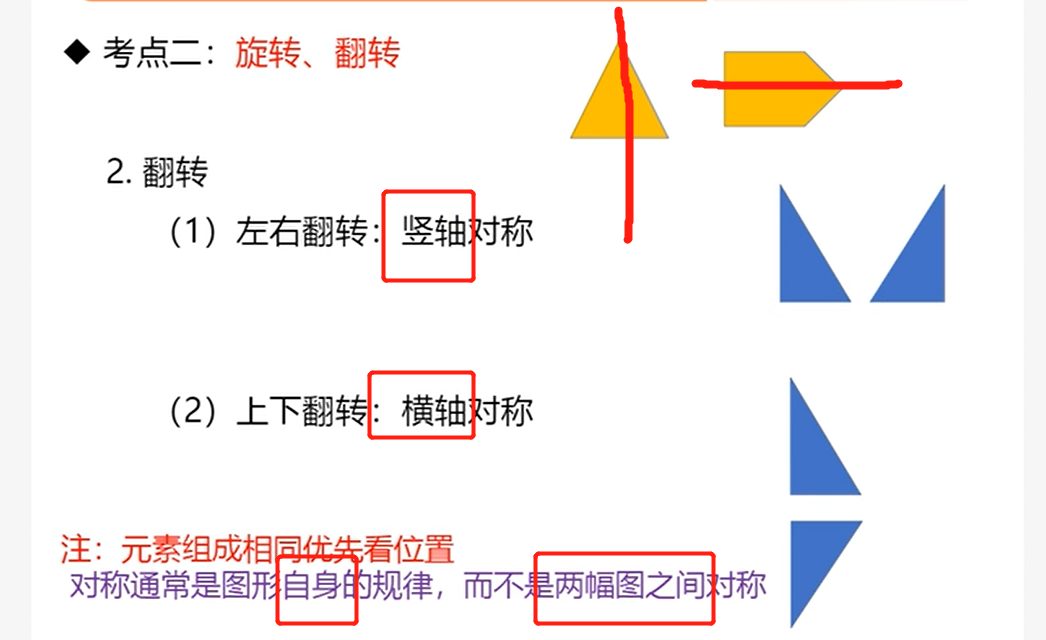 ◆ 考点二：旋转、翻转
2. 翻转
（1）左右翻转：竖轴对称
（2）上下翻转：横轴对称
注：元素组成相同优先看位置
对称通常是图形自身的规律，而不是两幅图之间对称